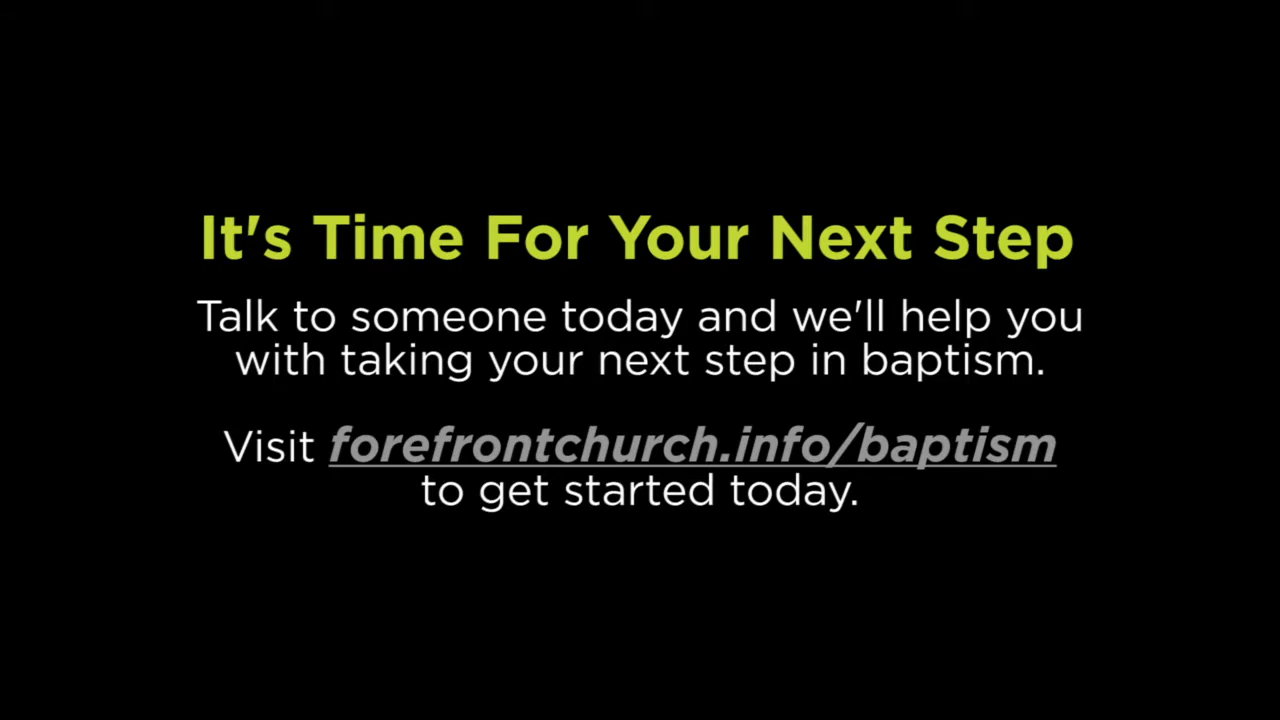 It's Time For Your Next Step
Talk to someone today and we'll help you
with taking your next step in baptism.
Visit forefrontchurch.info/baptism
to get started today.